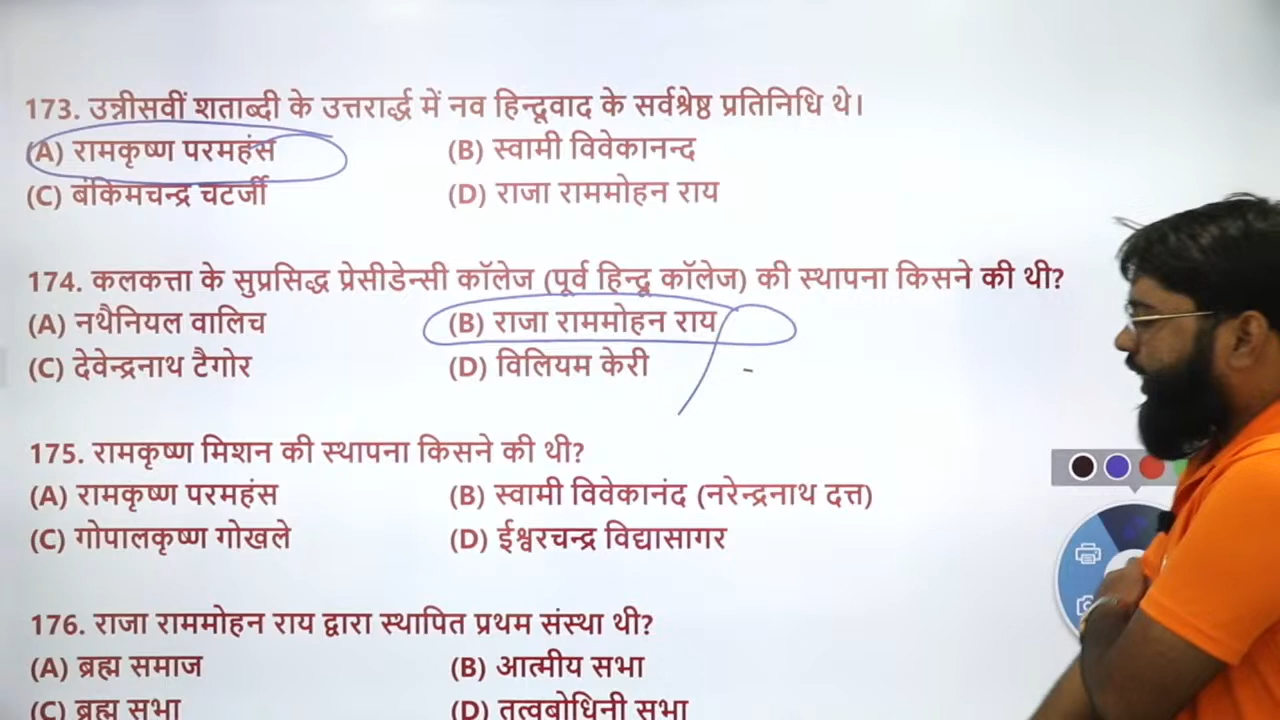 173. उन्नीसवीं शताब्दी के उत्तरार्द्ध में नव हिन्दूवाद के सर्वश्रेष्ठ प्रतिनिधि थे।
(A) रामकृष्ण परमहंस (B) स्वामी विवेकानन्द
(C) बंकिमचन्द्र चटर्जी (D) राजा राममोहन राय
174. कलकत्ता के सुप्रसिद्ध प्रेसीडेन्सी कॉलेज (पूर्व हिन्दू कॉलेज) की स्थापना किसने की थी?
(A) नथैनियल वालिच (B) राजा राममोहन राय
(C) देवेन्द्रनाथ टैगोर (D) विलियम केरी
175. रामकृष्ण मिशन की स्थापना किसने की थी?
(A) रामकृष्ण परमहंस (B) स्वामी विवेकानंद (नरेन्द्रनाथ दत्त)
(C) गोपालकृष्ण गोखले (D) ईश्वरचन्द्र विद्यासागर
176. राजा राममोहन राय द्वारा स्थापित प्रथम संस्था थी?
(A) ब्रह्म समाज (B) आत्मीय सभा
(C) ब्रह्म सभा (D) तत्वबोधिनी सभा